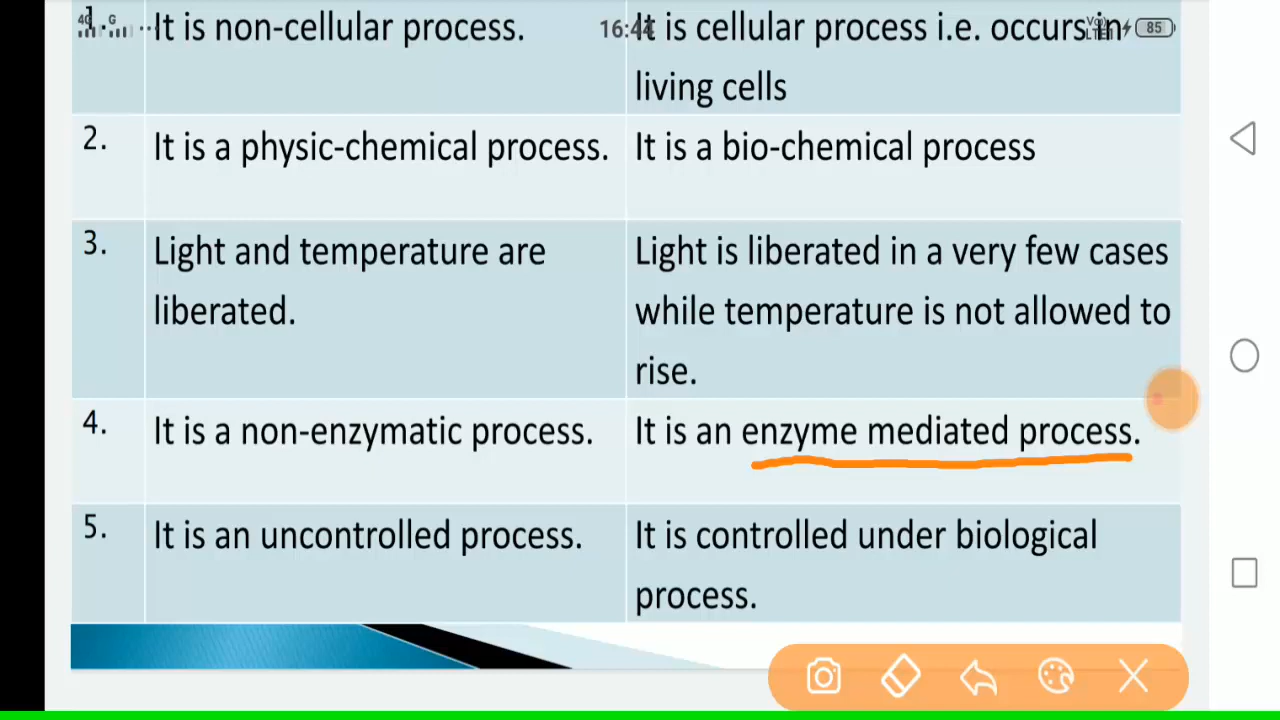 4G G 16:44 Vo) LTE1 85
1. It is non-cellular process. It is cellular process i.e. occurs in
living cells
2. It is a physic-chemical process. It is a bio-chemical process
3. Light and temperature are Light is liberated in a very few cases
liberated. while temperature is not allowed to
rise.
4. It is a non-enzymatic process. It is an enzyme mediated process.
5. It is an uncontrolled process. It is controlled under biological
process.